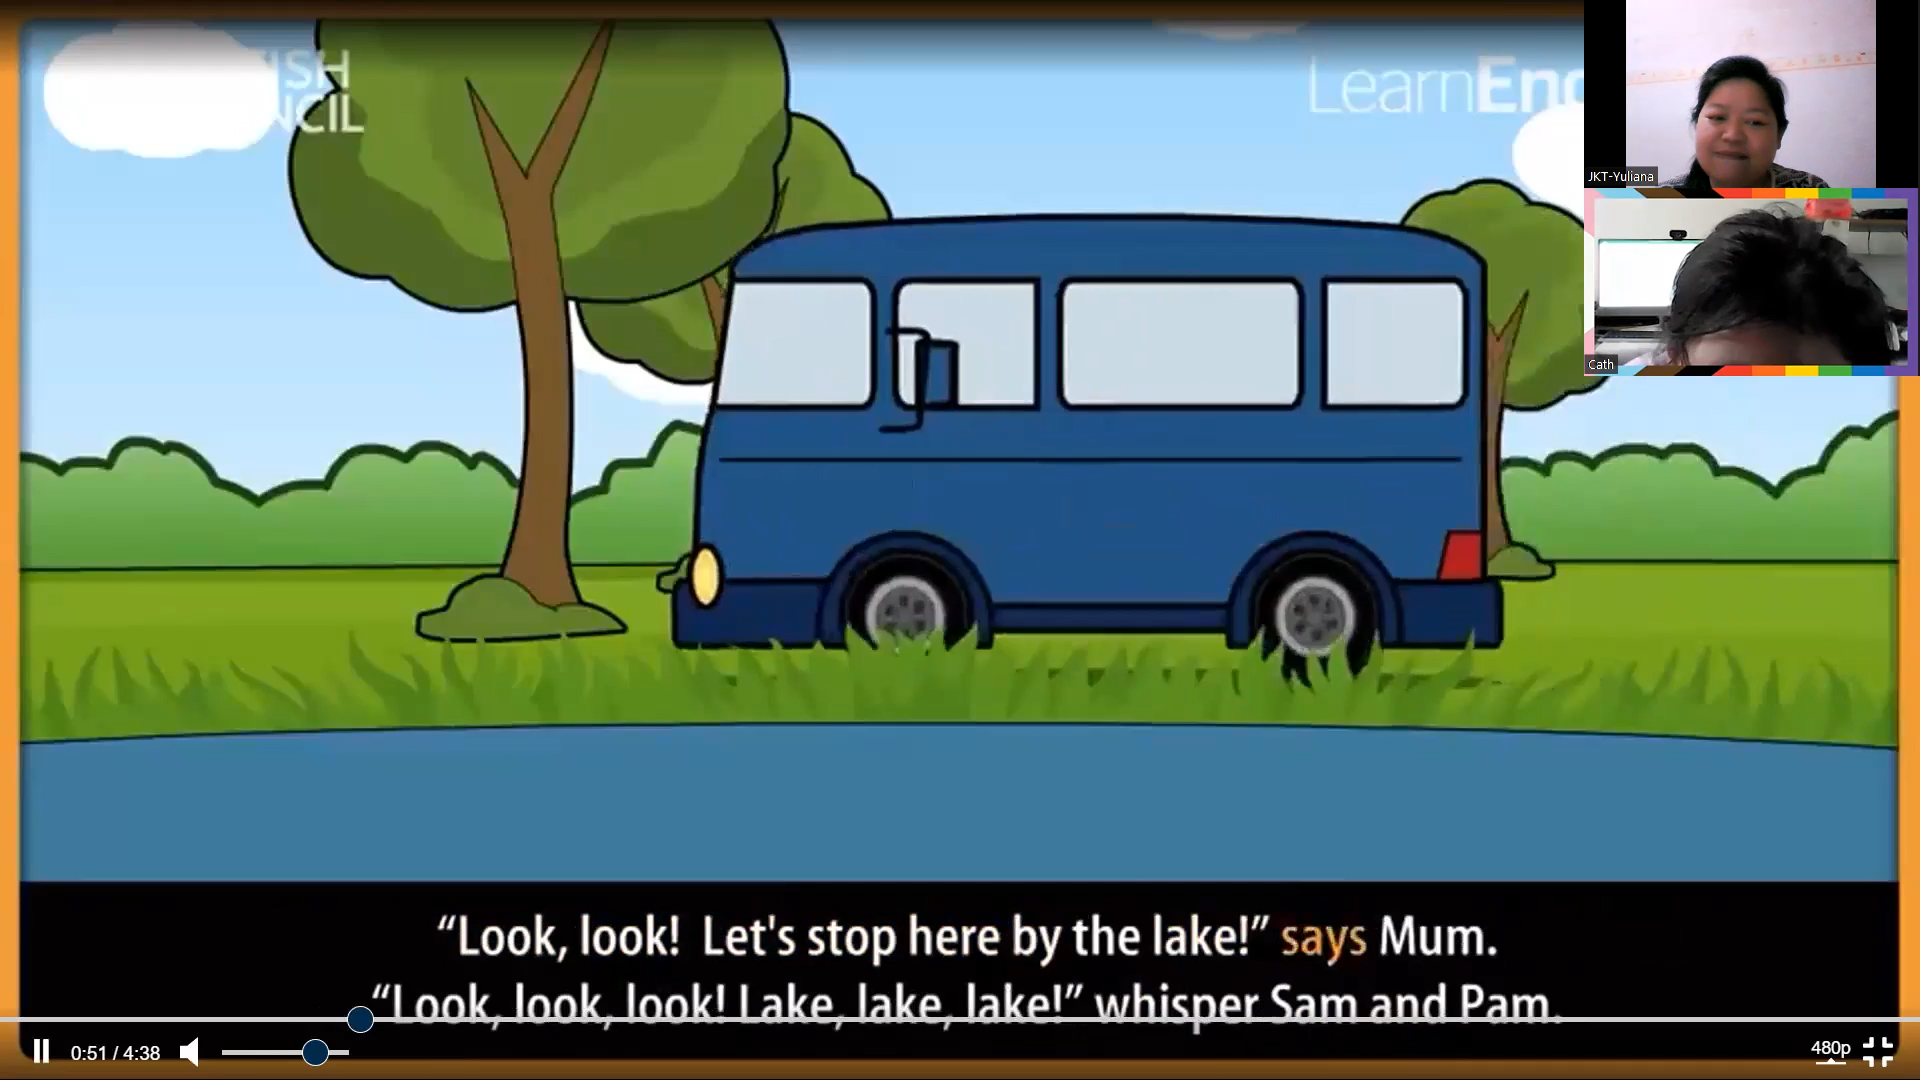 ISH
NCIL
LearnEng
JKT-Yuliana
Cath
“Look, look! Let's stop here by the lake!” says Mum.
“Look, look, look! Lake, lake, lake!” whisper Sam and Pam.
0:51 / 4:38
480p